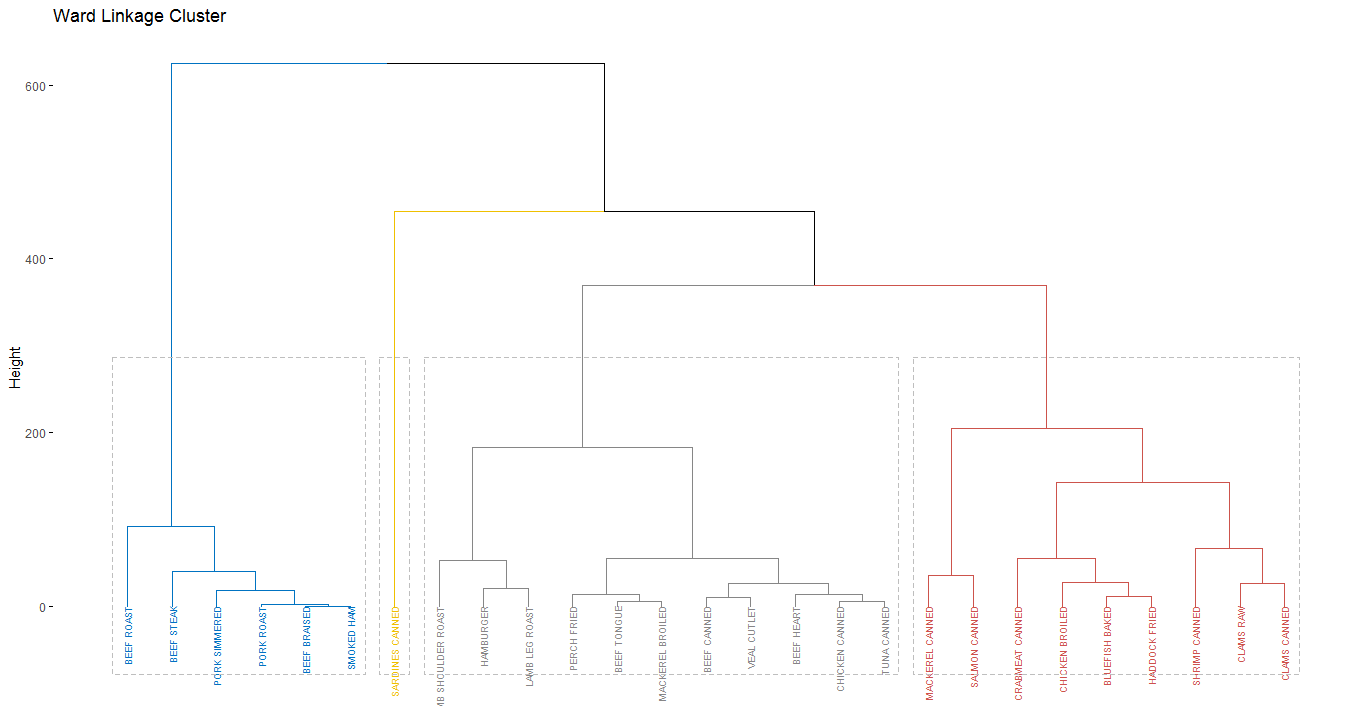 Ward Linkage Cluster
600
400
200
0
Height
BEEF ROAST
BEEF STEAK
PORK SIMMERED
PORK ROAST
BEEF BRAISED
SMOKED HAM
SARDINES CANNED
MB SHOULDER ROAST
HAMBURGER
LAMB LEG ROAST
PERCH FRIED
BEEF TONGUE
MACKEREL BROILED
BEEF CANNED
VEAL CUTLET
BEEF HEART
CHICKEN CANNED
TUNA CANNED
MACKEREL CANNED
SALMON CANNED
CRABMEAT CANNED
CHICKEN BROILED
BLUEFISH BAKED
HADDOCK FRIED
SHRIMP CANNED
CLAMS RAW
CLAMS CANNED